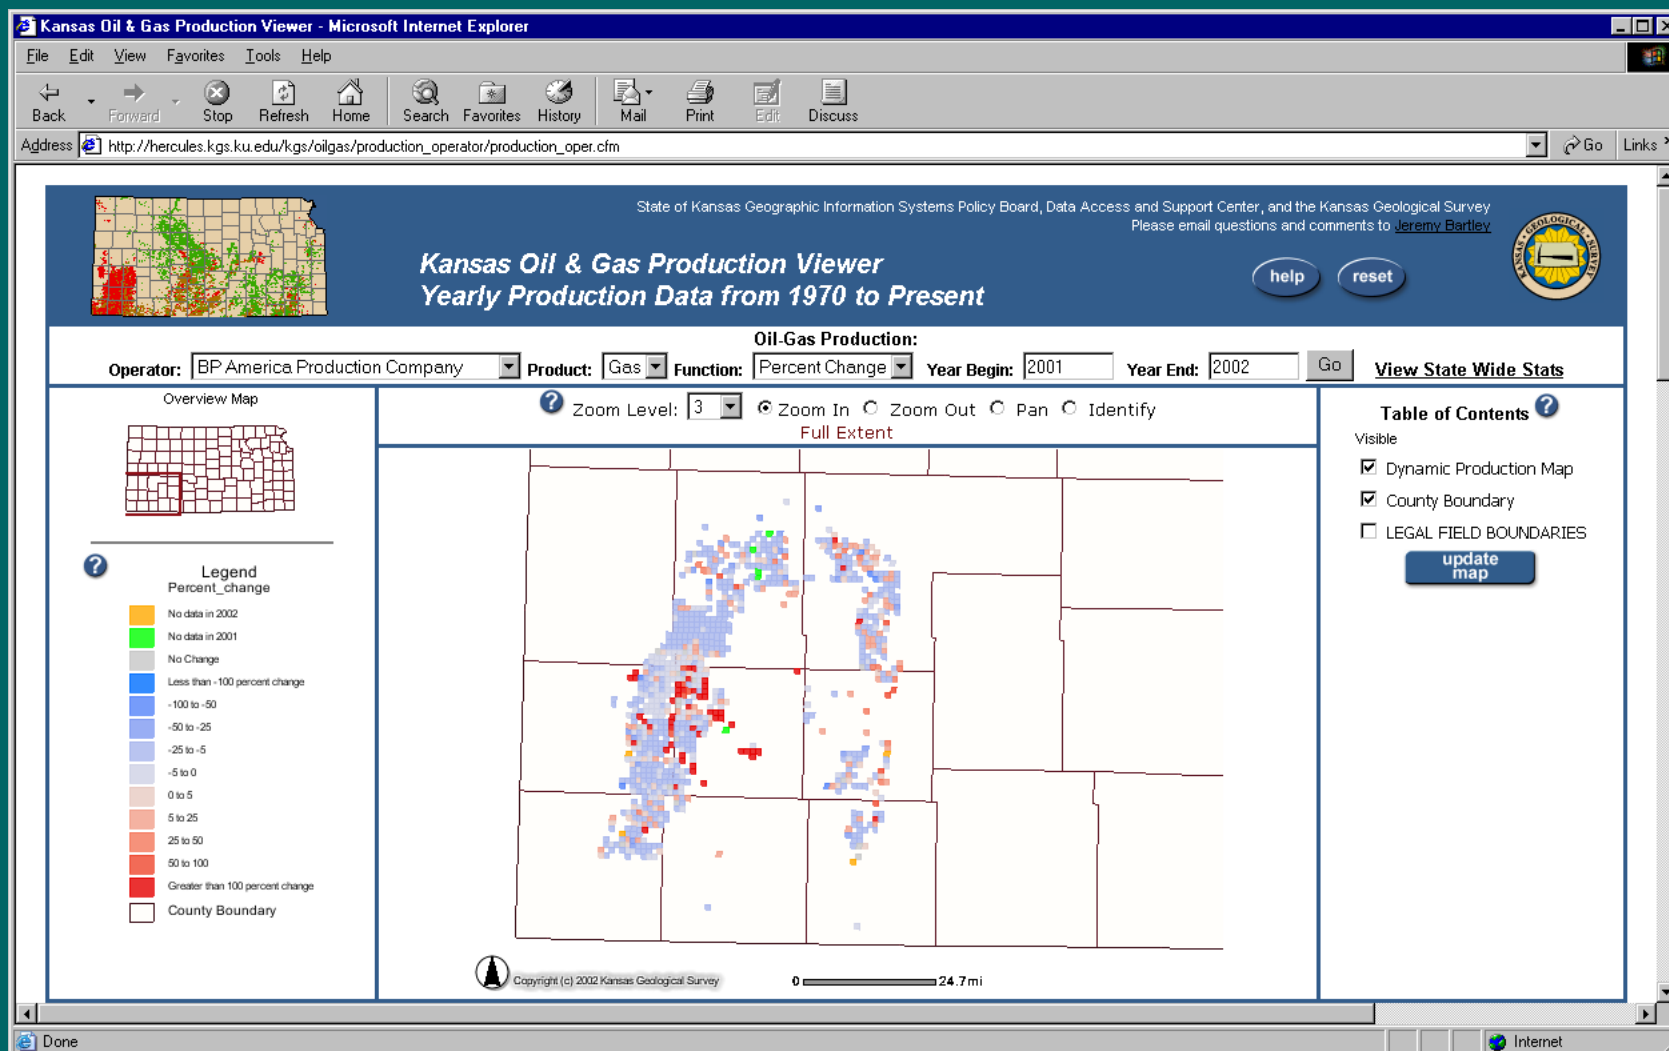 Kansas Oil & Gas Production Viewer - Microsoft Internet Explorer
File Edit View Favorites Tools Help
Back Forward Stop Refresh Home Search Favorites History Mail Print Edit Discuss
Address http://hercules.kgs.ku.edu/kgs/oilgas/production_operator/production_oper.cfm Go Links
State of Kansas Geographic Information Systems Policy Board, Data Access and Support Center, and the Kansas Geological Survey
Please email questions and comments to Jeremy Bartley
Kansas Oil & Gas Production Viewer
Yearly Production Data from 1970 to Present
help reset
KANSAS GEOLOGICAL SURVEY
Oil-Gas Production:
Operator: BP America Production Company Product: Gas Function: Percent Change Year Begin: 2001 Year End: 2002 Go View State Wide Stats
Overview Map
? Zoom Level: 3 Zoom In Zoom Out Pan Identify
Full Extent
Table of Contents ?
Visible
Dynamic Production Map
County Boundary
LEGAL FIELD BOUNDARIES
update
map
?
Legend
Percent_change
No data in 2002
No data in 2001
No Change
Less than -100 percent change
-100 to -50
-50 to -25
-25 to -5
-5 to 0
0 to 5
5 to 25
25 to 50
50 to 100
Greater than 100 percent change
County Boundary
Copyright (c) 2002 Kansas Geological Survey 0 24.7mi
Done Internet